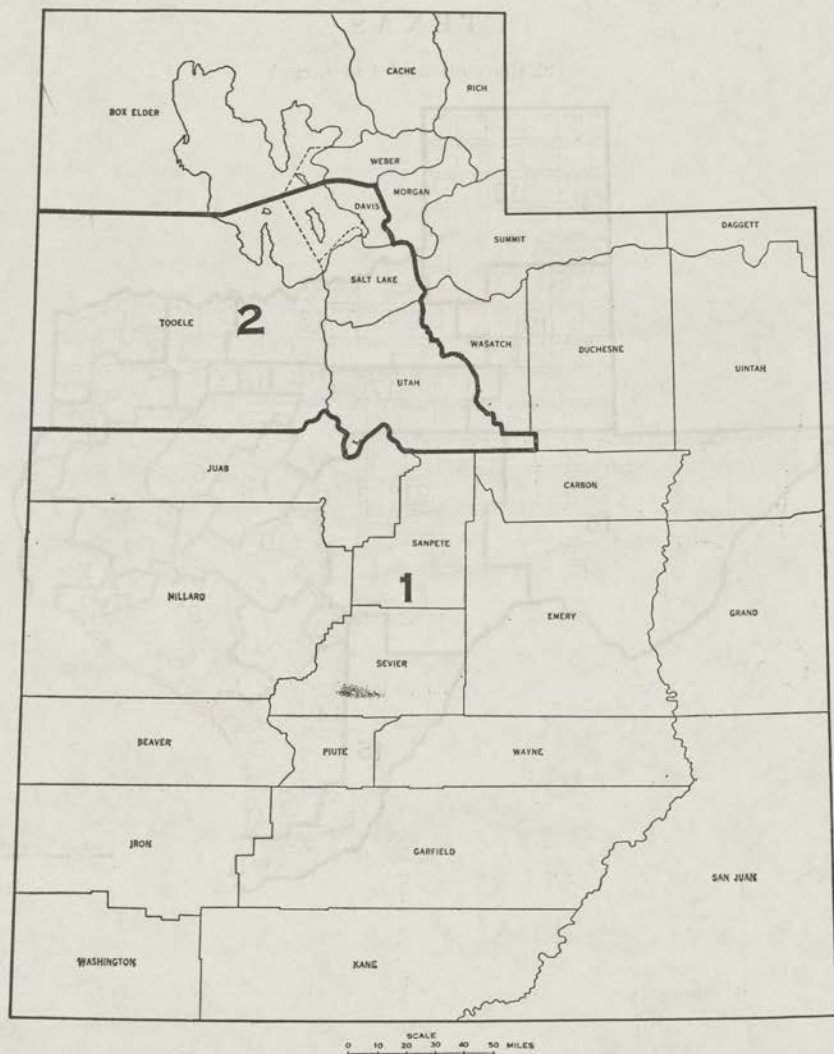 CACHE
RICH
BOX ELDER
WEBER
MORGAN
DAVIS
SUMMIT
DAGGETT
SALT LAKE
TOOELE
2
WASATCH
DUCHESNE
UINTAH
UTAH
JUAB
CARBON
SANPETE
1
MILLARD
EMERY
GRAND
SEVIER
BEAVER
PIUTE
WAYNE
IRON
GARFIELD
SAN JUAN
WASHINGTON
KANE
SCALE
0 10 20 30 40 50 MILES